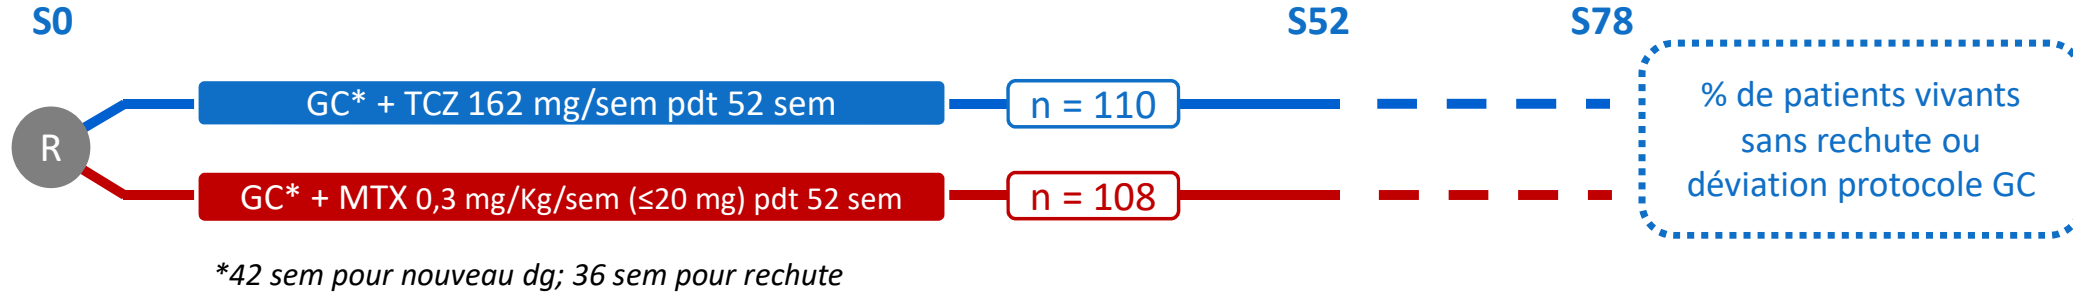 S0
S52
S78
R
GC* + TCZ 162 mg/sem pdt 52 sem
n = 110
GC* + MTX 0,3 mg/Kg/sem (≤20 mg) pdt 52 sem
n = 108
% de patients vivants
sans rechute ou
déviation protocole GC
*42 sem pour nouveau dg; 36 sem pour rechute